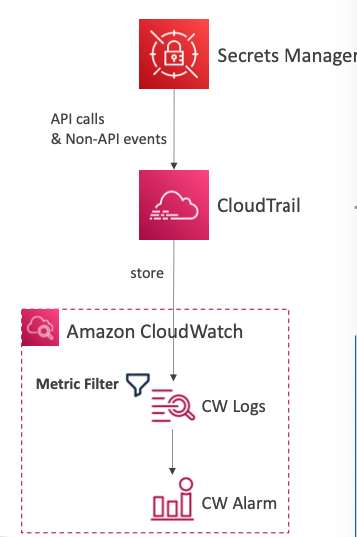 Secrets Manager
API calls
& Non-API events
CloudTrail
store
Amazon CloudWatch
Metric Filter
CW Logs
CW Alarm